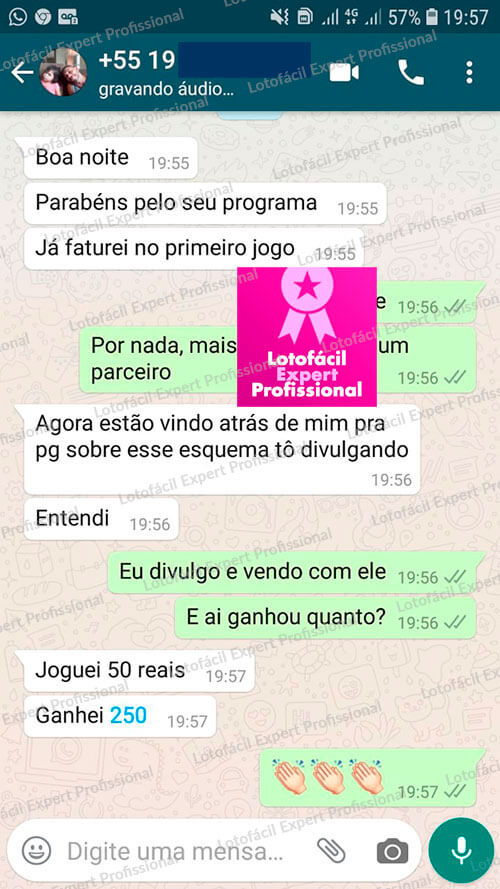 4G 57% 19:57
+55 19
gravando áudio...
Boa noite 19:55
Parabéns pelo seu programa 19:55
Já faturei no primeiro jogo 19:55
e 19:56
Por nada, mais um
parceiro 19:56
Lotofácil
Expert
Profissional
Agora estão vindo atrás de mim pra
pg sobre esse esquema tô divulgando
19:56
Entendi 19:56
Eu divulgo e vendo com ele 19:56
E ai ganhou quanto? 19:56
Joguei 50 reais 19:57
Ganhei 250 19:57
19:57
Digite uma mensa...
Lotofácil Expert Profissional